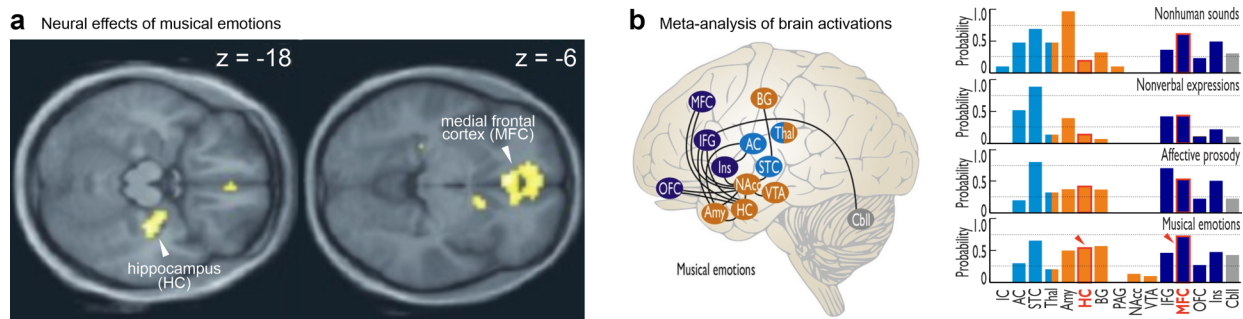 a Neural effects of musical emotions
z = -18
z = -6
medial frontal
cortex (MFC)
hippocampus
(HC)
b Meta-analysis of brain activations
MFC
BG
IFG
AC
Thal
Ins
STC
OFC
NAcc
VTA
Amy
HC
Cbll
Musical emotions
Probability
1.0
0.5
0
Nonhuman sounds
Probability
1.0
0.5
0
Nonverbal expressions
Probability
1.0
0.5
0
Affective prosody
Probability
1.0
0.5
0
Musical emotions
IC
AC
STC
Thal
Amy
HC
BG
PAG
NAcc
VTA
IFG
MFC
OFC
Ins
Cbll